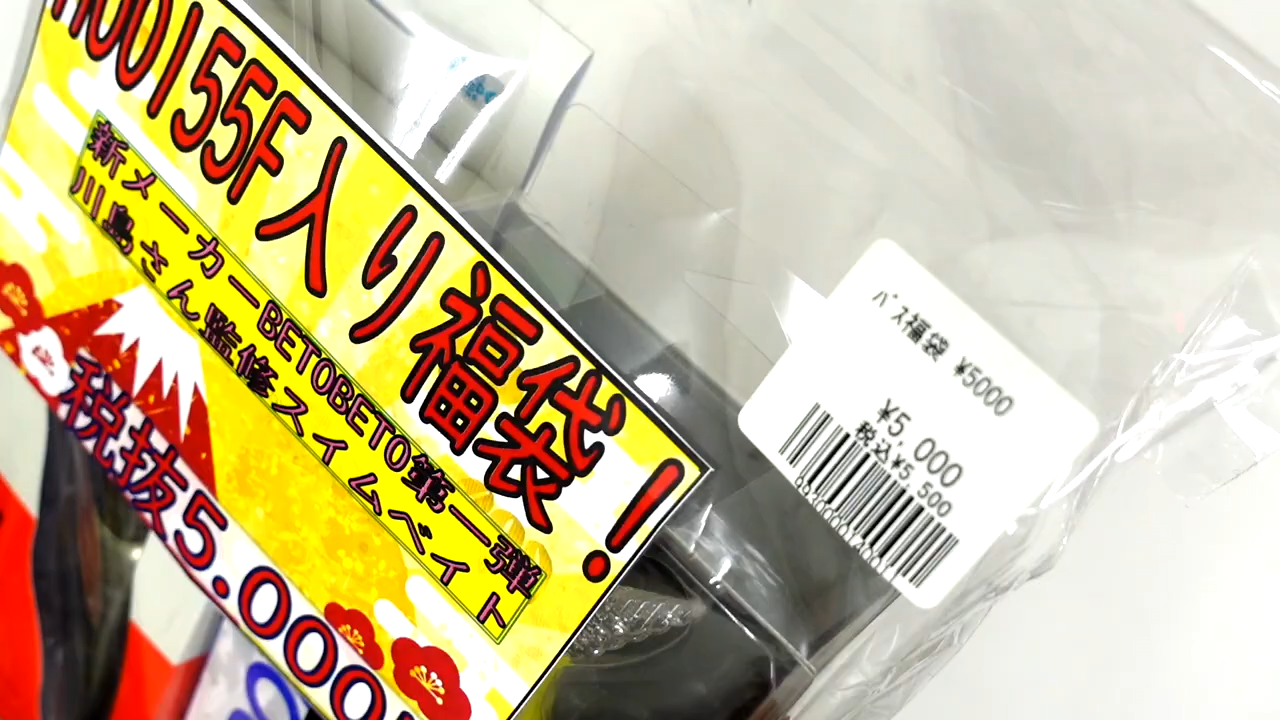 00155F入り福袋！
新メーカーBETOBETO第一弾
川島さん監修スイムベイト
税抜5.000
バス福袋 ¥5000
¥5,000
税込¥5,500